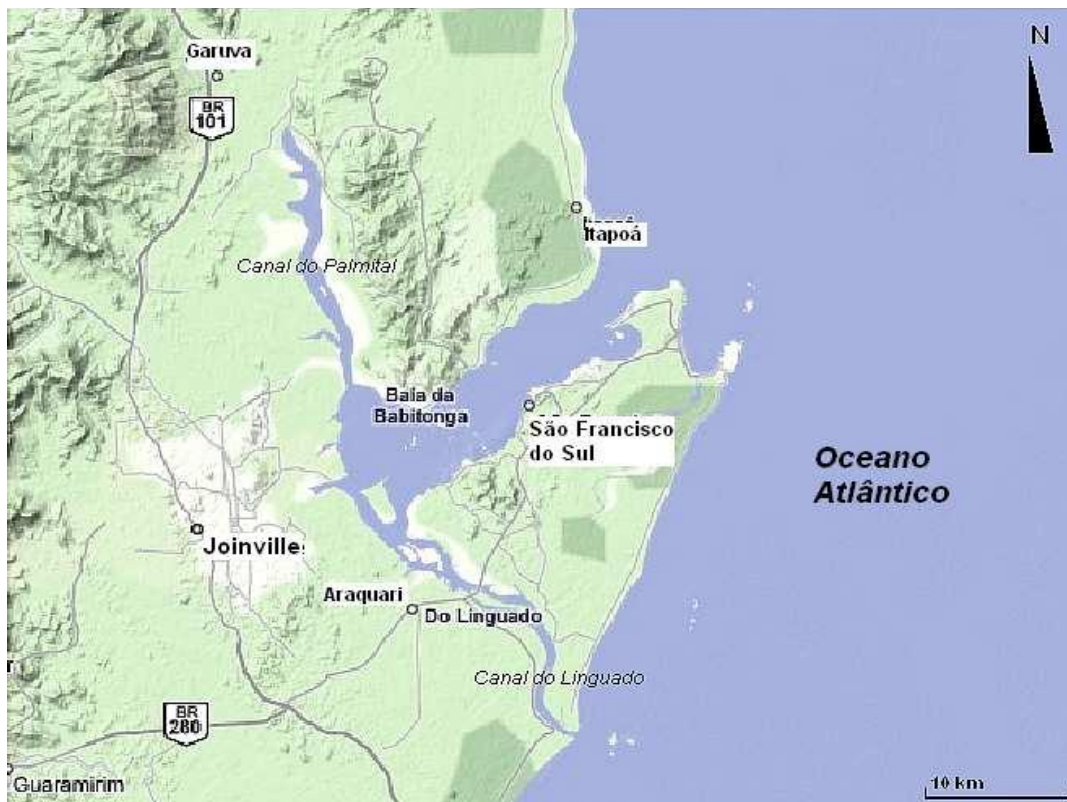 Garuva
N
BR
101
Itapoá
Canal do Palmital
Baía da
Babitonga
São Francisco
do Sul
Oceano
Atlântico
Joinville
Araquari
Do Linguado
Canal do Linguado
BR
280
Guaramirim
10 km